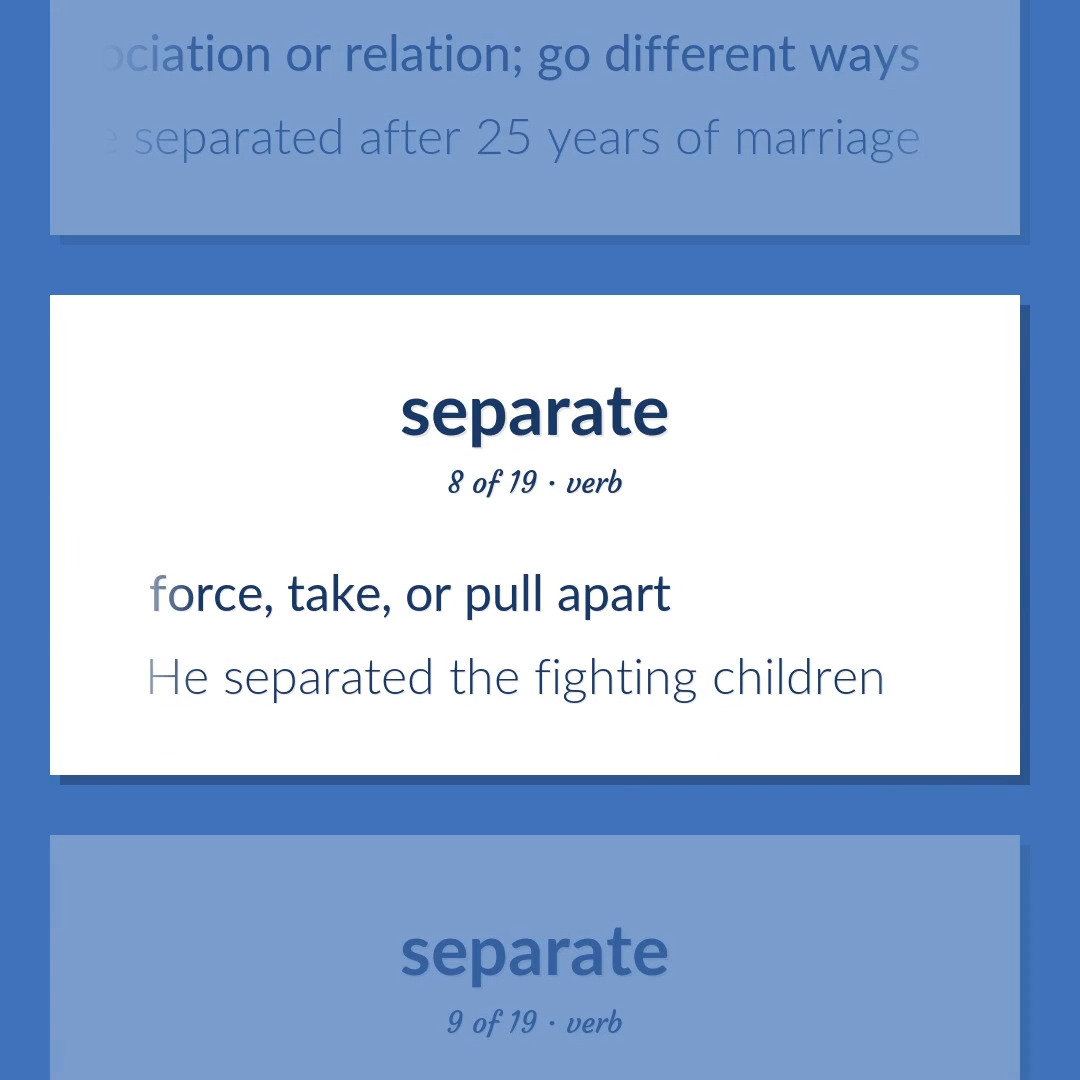 ociation or relation; go different ways
e separated after 25 years of marriage
separate
8 of 19 · verb
force, take, or pull apart
He separated the fighting children
separate
9 of 19 · verb